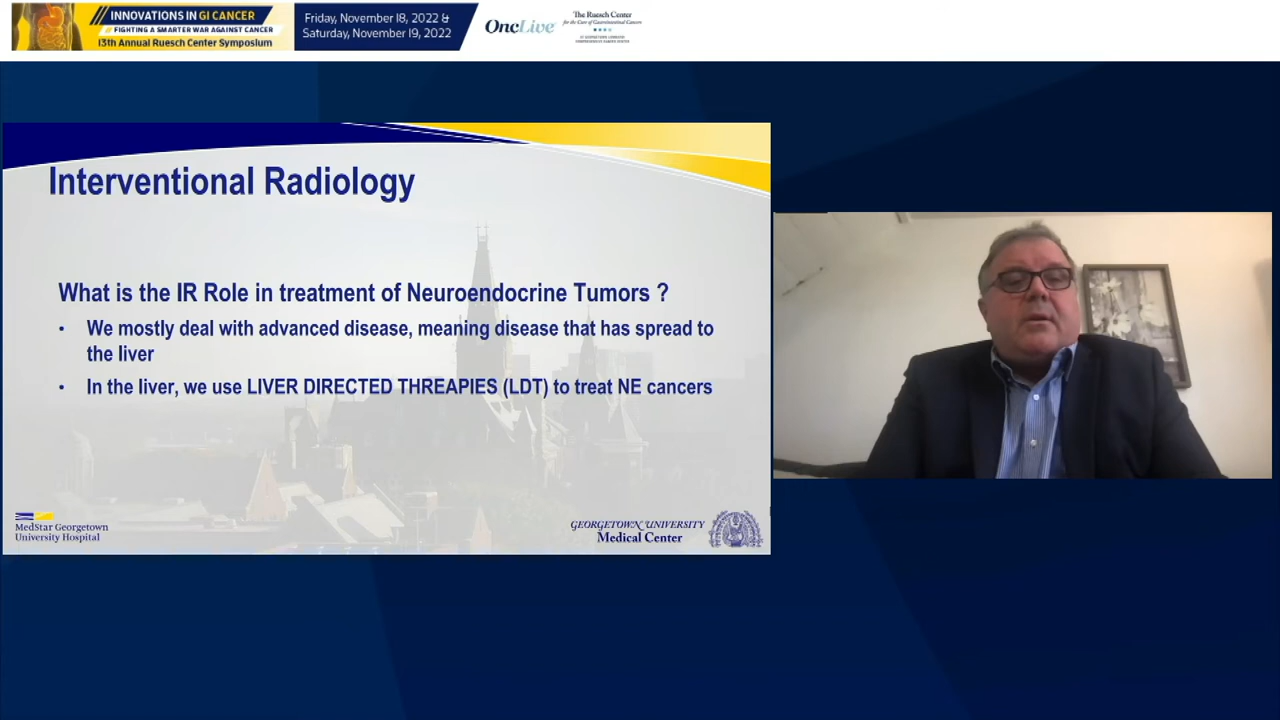 INNOVATIONS IN GI CANCER
FIGHTING A SMARTER WAR AGAINST CANCER
13th Annual Ruesch Center Symposium
Friday, November 18, 2022 &
Saturday, November 19, 2022
OncLive
The Ruesch Center
for the Cure of Gastrointestinal Cancers
Interventional Radiology
What is the IR Role in treatment of Neuroendocrine Tumors ?
• We mostly deal with advanced disease, meaning disease that has spread to
the liver
• In the liver, we use LIVER DIRECTED THREAPIES (LDT) to treat NE cancers
MedStar Georgetown
University Hospital
GEORGETOWN UNIVERSITY
Medical Center